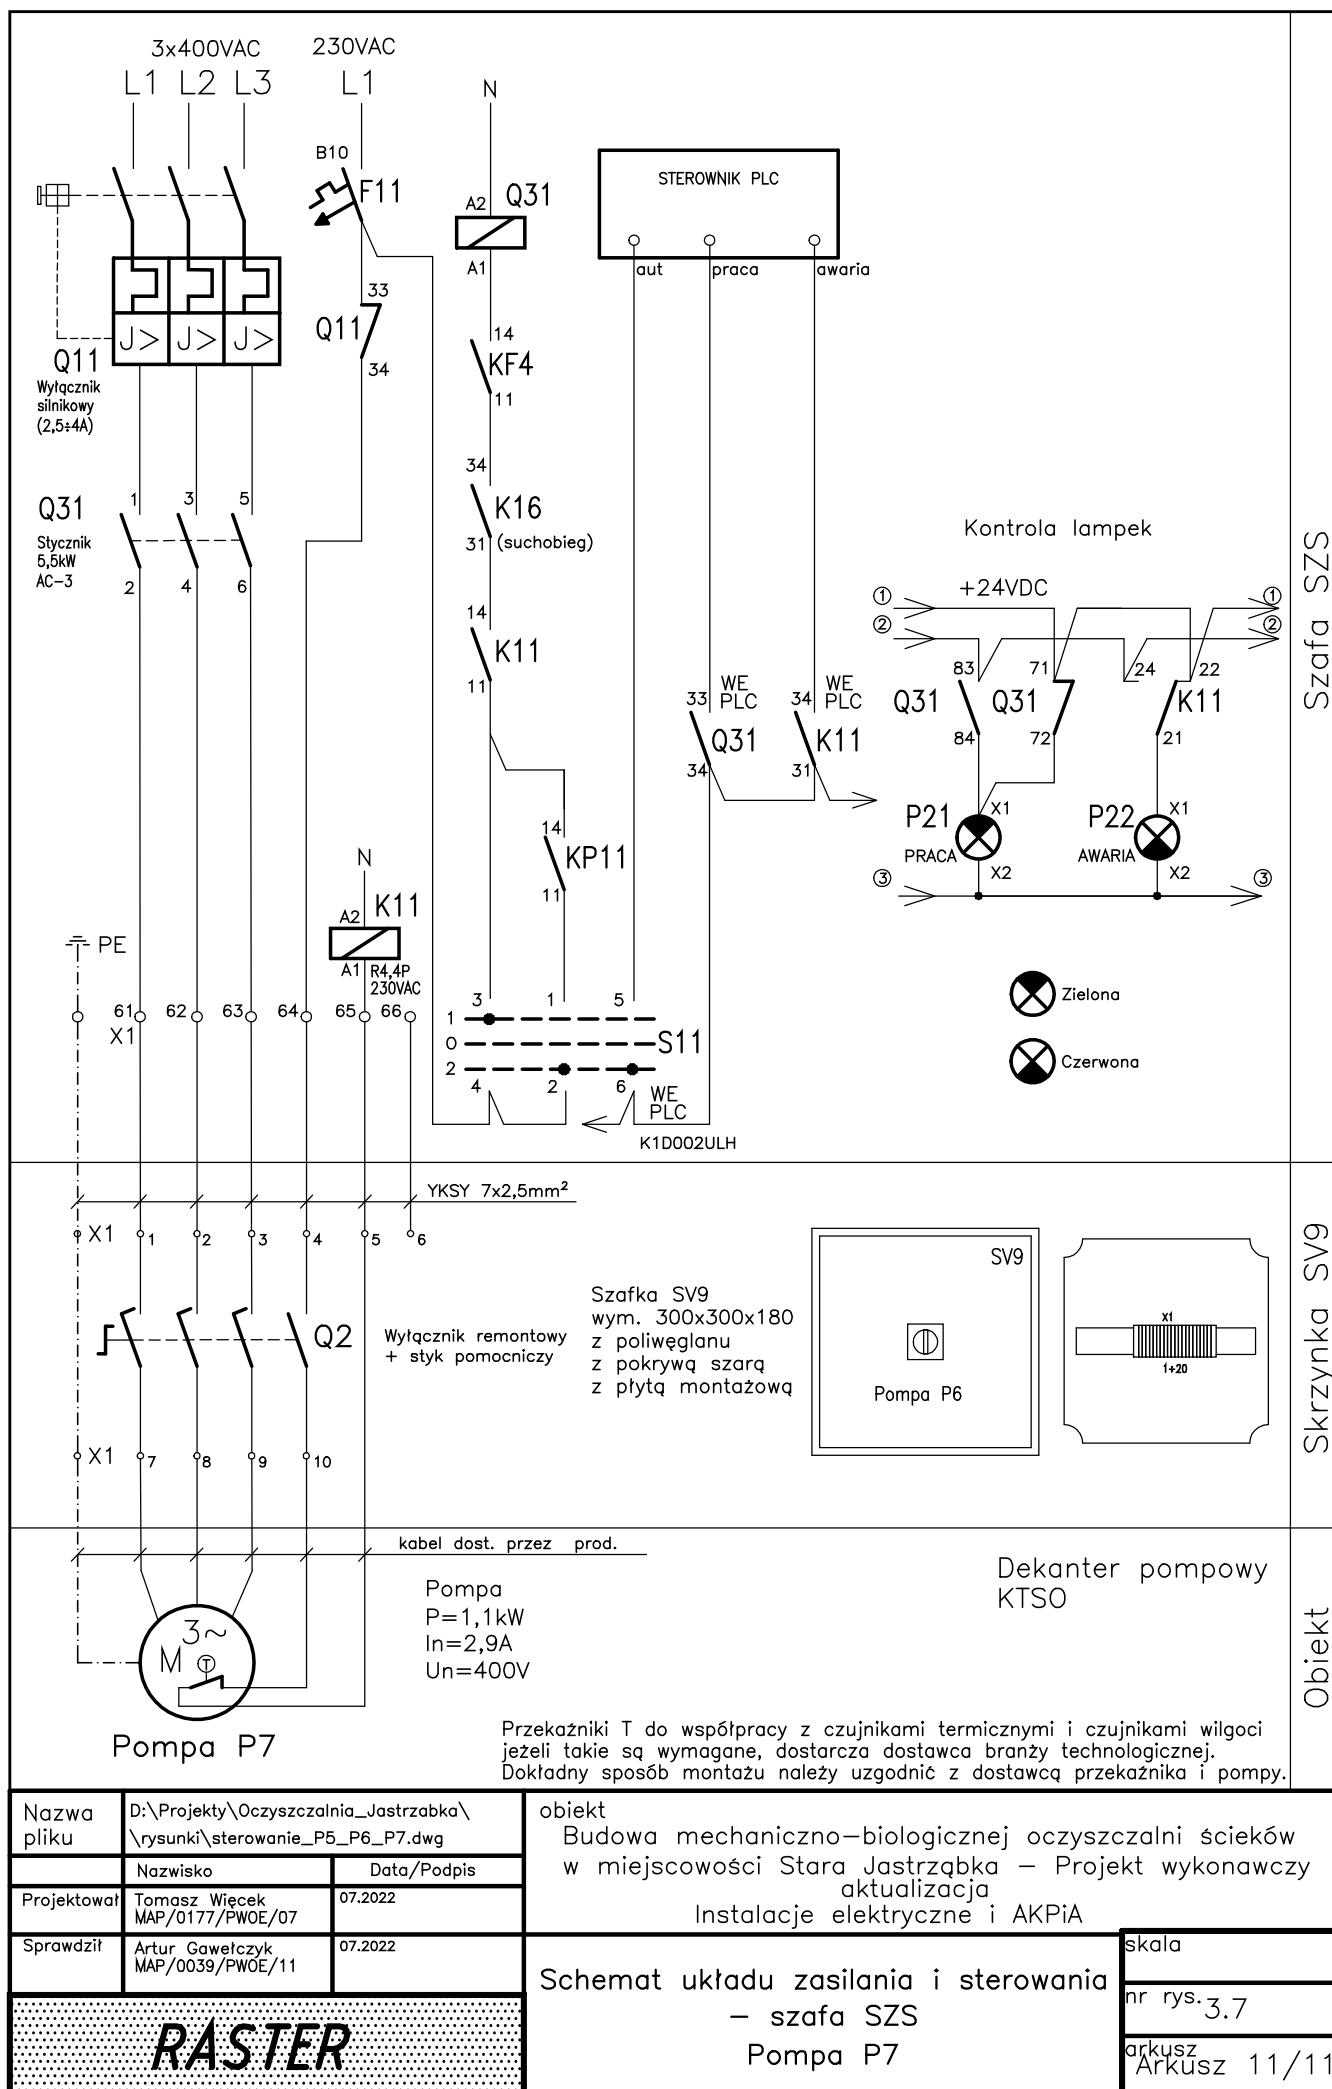 3x400VAC
230VAC
L1 L2 L3
L1
N
B10
F11
A2
Q31
A1
STEROWNIK PLC
aut
praca
awaria
33
Q11
34
J> J> J>
Q11
Wyłącznik
silnikowy
(2,5÷4A)
14
KF4
11
34
K16
31 (suchobieg)
Q31
Stycznik
5,5kW
AC-3
1 3 5
2 4 6
14
K11
11
Kontrola lampek
+24VDC
1
1
2
2
83 71 24 22
Q31 Q31 K11
84 72 21
33 WE
PLC
34 WE
PLC
Q31
K11
34
31
P21 X1
PRACA
X2
P22 X1
AWARIA
X2
3
3
14
KP11
11
N
A2
K11
A1 R4,4P
230VAC
PE
61 62 63 64 65 66
X1
3 1 5
1
0
2
S11
4 2 6
WE
PLC
K1D002ULH
Zielona
Czerwona
Szafa SZS
YKSY 7x2,5mm²
X1 1 2 3 4 5 6
Q2
Wyłącznik remontowy
+ styk pomocniczy
Szafka SV9
wym. 300x300x180
z poliwęglanu
z pokrywą szarą
z płytą montażową
SV9
Pompa P6
X1
1÷20
X1 7 8 9 10
Skrzynka SV9
kabel dost. przez prod.
Pompa
P=1,1kW
In=2,9A
Un=400V
Dekanter pompowy
KTSO
3~
M
T
Pompa P7
Obiekt
Przekaźniki T do współpracy z czujnikami termicznymi i czujnikami wilgoci
jeżeli takie są wymagane, dostarcza dostawca branży technologicznej.
Dokładny sposób montażu należy uzgodnić z dostawcą przekaźnika i pompy.
Nazwa
pliku
D:\Projekty\Oczyszczalnia_Jastrzabka\
\rysunki\sterowanie_P5_P6_P7.dwg
Nazwisko
Data/Podpis
Projektował
Tomasz Więcek
MAP/0177/PWOE/07
07.2022
Sprawdził
Artur Gawełczyk
MAP/0039/PWOE/11
07.2022
RASTER
obiekt
Budowa mechaniczno-biologicznej oczyszczalni ścieków
w miejscowości Stara Jastrząbka – Projekt wykonawczy
aktualizacja
Instalacje elektryczne i AKPiA
Schemat układu zasilania i sterowania
– szafa SZS
Pompa P7
skala
nr rys. 3.7
arkusz
Arkusz 11/11